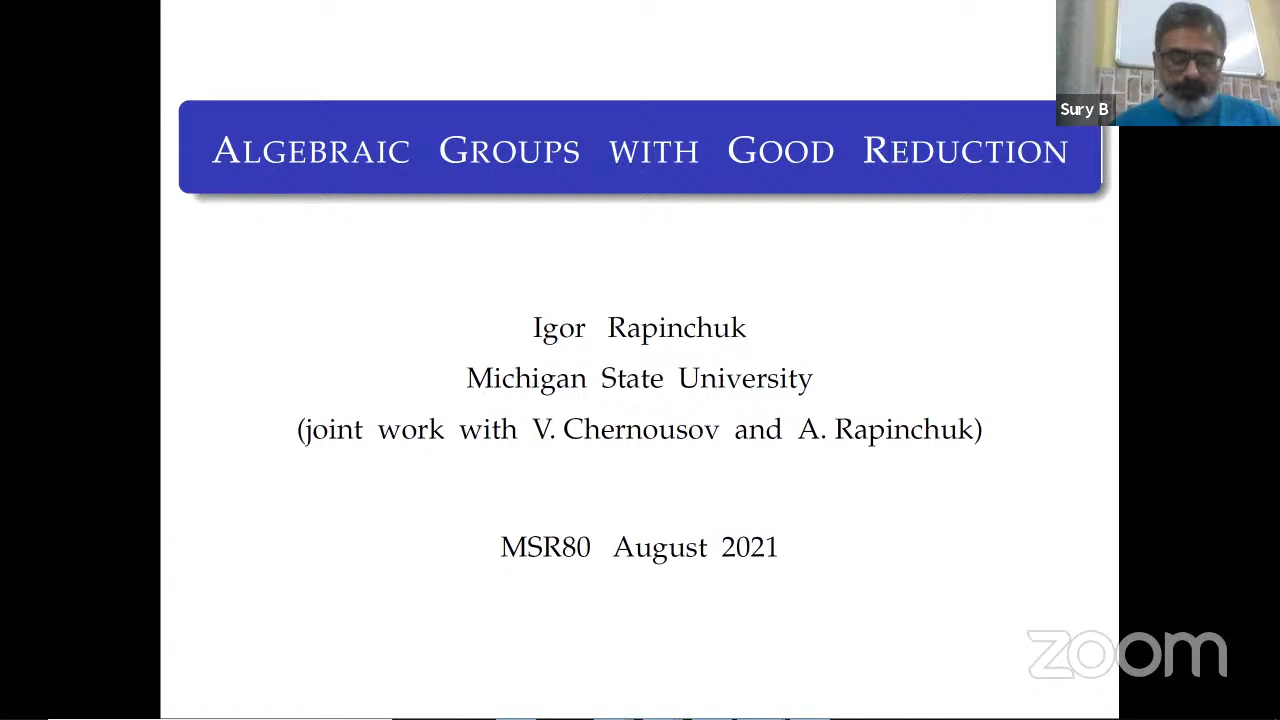 Sury B
ALGEBRAIC GROUPS WITH GOOD REDUCTION
Igor Rapinchuk
Michigan State University
(joint work with V. Chernousov and A. Rapinchuk)
MSR80 August 2021
zoom